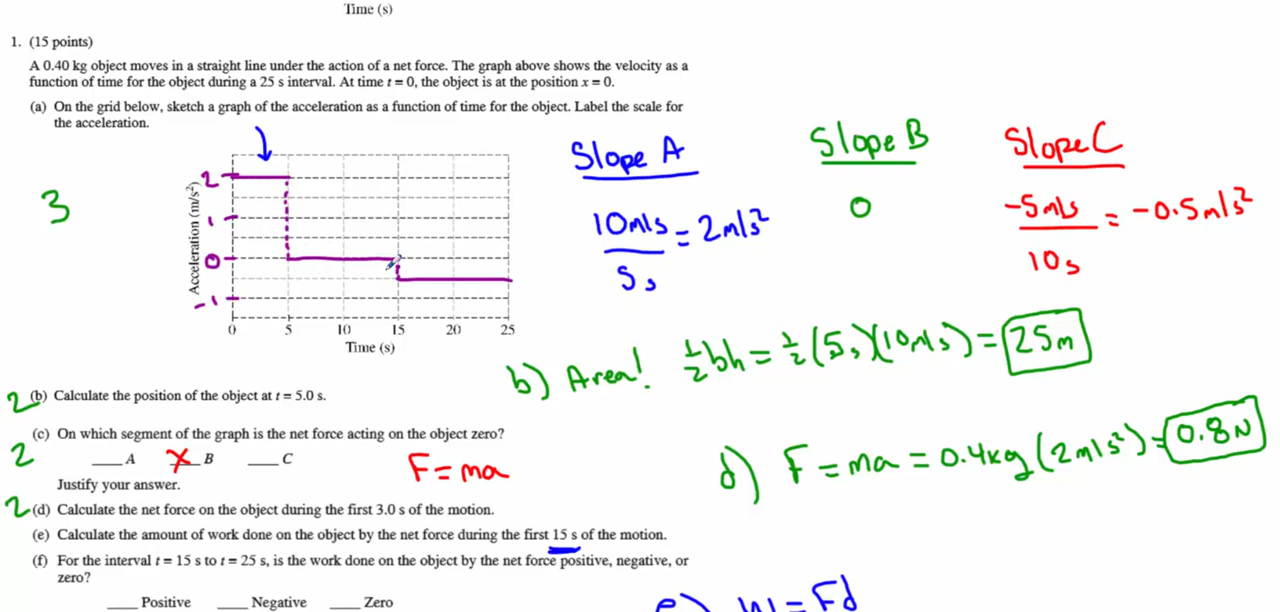 Time (s)
1. (15 points)
A 0.40 kg object moves in a straight line under the action of a net force. The graph above shows the velocity as a
function of time for the object during a 25 s interval. At time t = 0, the object is at the position x = 0.
(a) On the grid below, sketch a graph of the acceleration as a function of time for the object. Label the scale for
the acceleration.
3
Acceleration (m/s²)
2
1
0
-1
0 5 10 15 20 25
Time (s)
Slope A
10m/s
5s
= 2m/s²
Slope B
0
Slope C
-5m/s
10s
= -0.5m/s²
b) Area! ½bh = ½(5s)(10m/s) = 25m
2 (b) Calculate the position of the object at t = 5.0 s.
(c) On which segment of the graph is the net force acting on the object zero?
2 ___A X B ___C
F = ma
Justify your answer.
d) F = ma = 0.4kg(2m/s²) = 0.8N
2 (d) Calculate the net force on the object during the first 3.0 s of the motion.
(e) Calculate the amount of work done on the object by the net force during the first 15 s of the motion.
(f) For the interval t = 15 s to t = 25 s, is the work done on the object by the net force positive, negative, or
zero?
___Positive ___Negative ___Zero
e) W = Fd